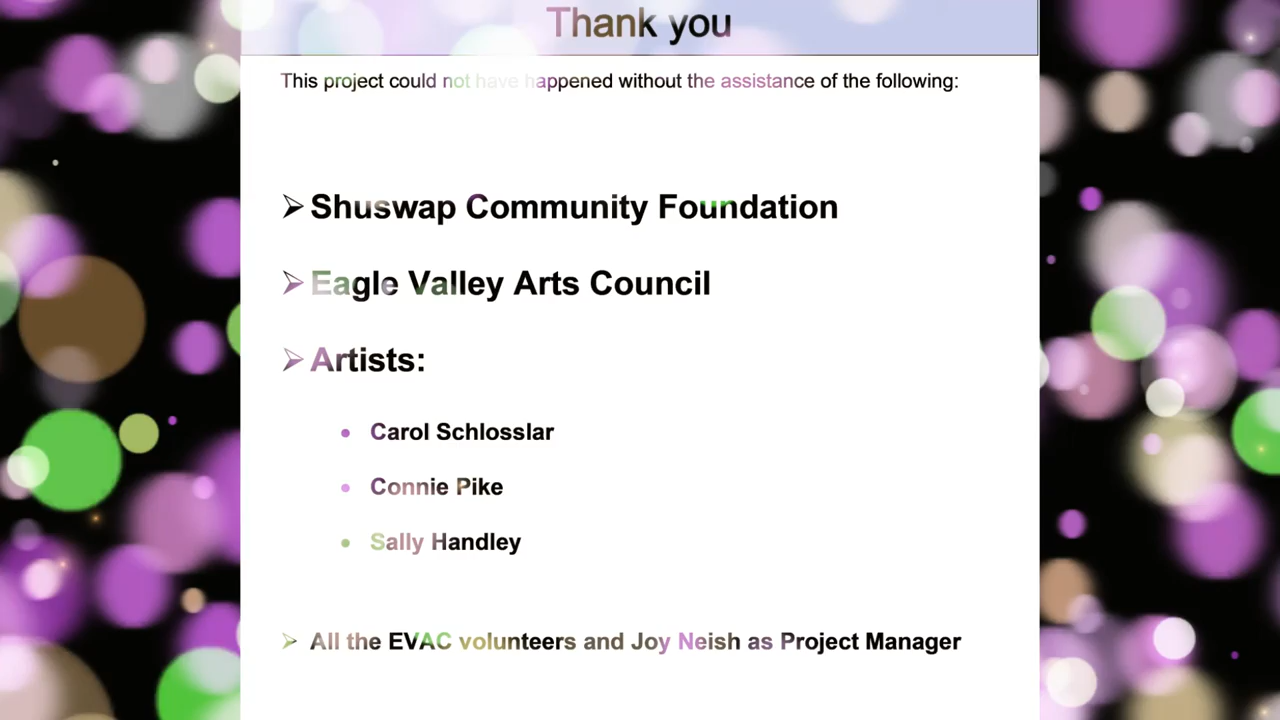 Thank you
This project could not have happened without the assistance of the following:
➢ Shuswap Community Foundation
➢ Eagle Valley Arts Council
➢ Artists:
• Carol Schlosslar
• Connie Pike
• Sally Handley
➢ All the EVAC volunteers and Joy Neish as Project Manager